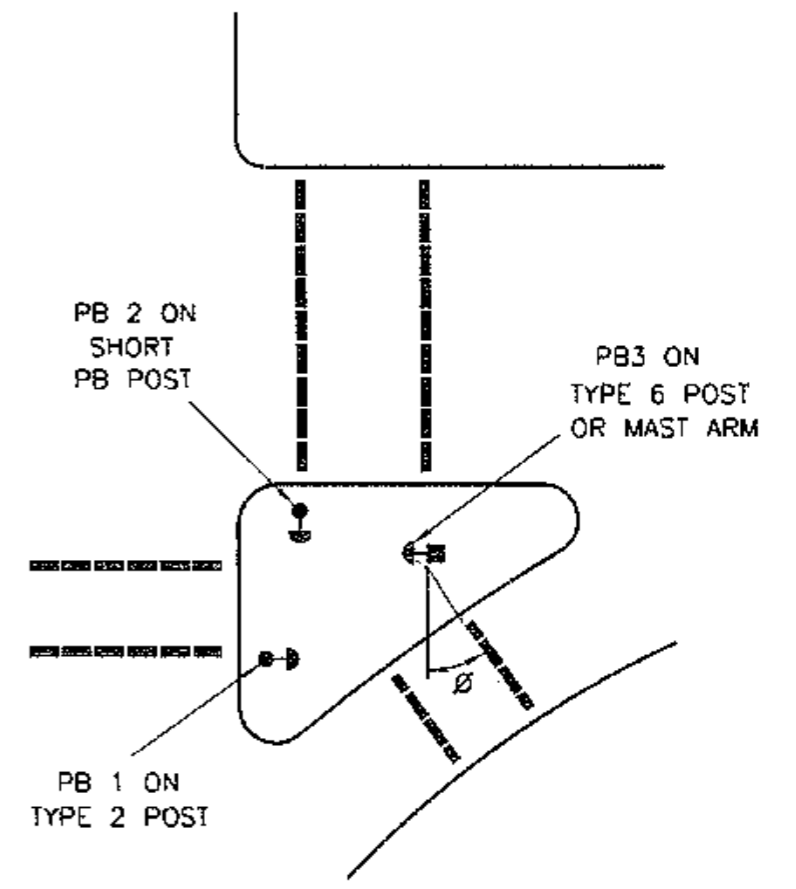 PB 2 ON
SHORT
PB POST
PB3 ON
TYPE 6 POST
OR MAST ARM
Ø
PB 1 ON
TYPE 2 POST